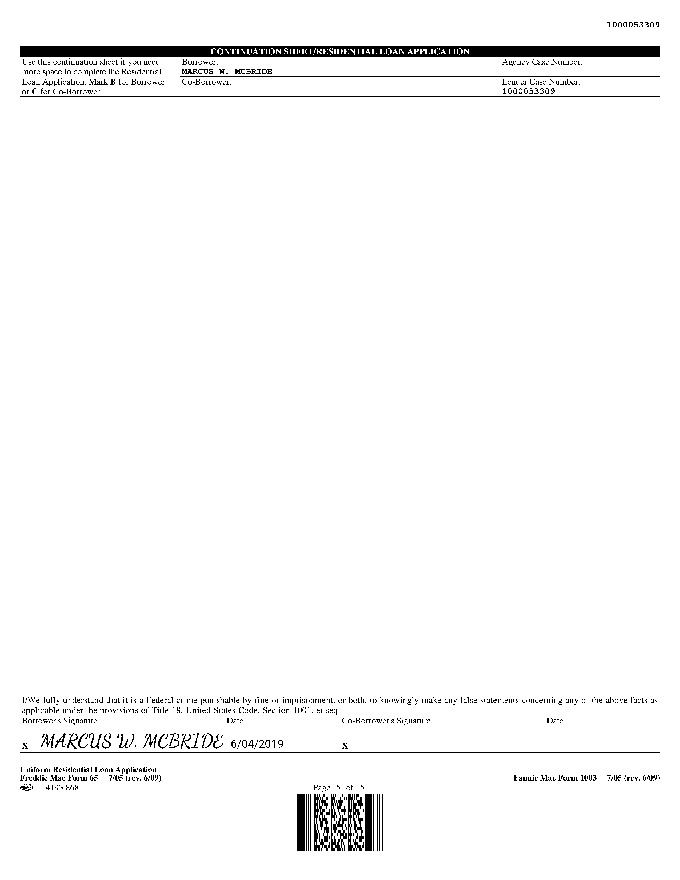 1000053309
CONTINUATION SHEET/RESIDENTIAL LOAN APPLICATION
Use this continuation sheet if you need
more space to complete the Residential
Loan Application. Mark B for Borrower
or C for Co-Borrower.
Borrower:
MARCUS W. MCBRIDE
Agency Case Number:
Co-Borrower:
Lender Case Number:
1000053309
I/We fully understand that it is a Federal crime punishable by fine or imprisonment, or both, to knowingly make any false statements concerning any of the above facts as
applicable under the provisions of Title 18, United States Code, Section 1001, et seq.
Borrower's Signature Date Co-Borrower's Signature Date
X MARCUS W. MCBRIDE 6/04/2019 X
Uniform Residential Loan Application
Freddie Mac Form 65 7/05 (rev. 6/09) Fannie Mae Form 1003 7/05 (rev. 6/09)
Page 5 of 5